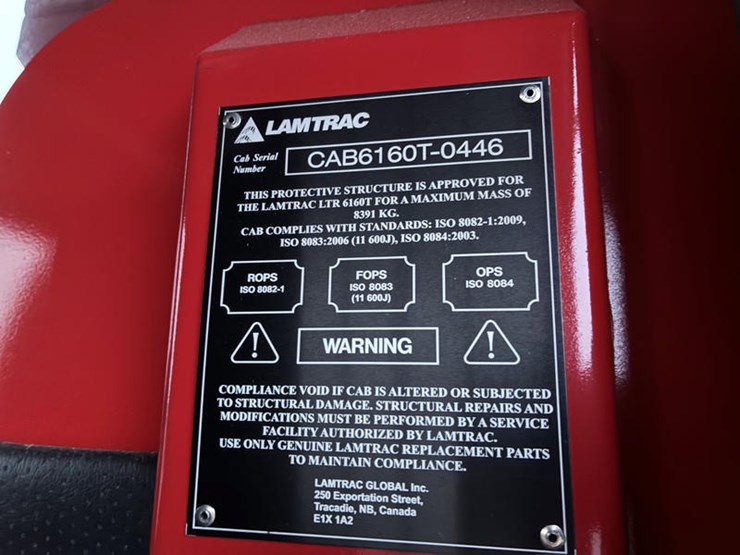 LAMTRAC
Cab Serial
Number
CAB6160T-0446
THIS PROTECTIVE STRUCTURE IS APPROVED FOR
THE LAMTRAC LTR 6160T FOR A MAXIMUM MASS OF
8391 KG.
CAB COMPLIES WITH STANDARDS: ISO 8082-1:2009,
ISO 8083:2006 (11 600J), ISO 8084:2003.
ROPS
ISO 8082-1
FOPS
ISO 8083
(11 600J)
OPS
ISO 8084
!
WARNING
!
COMPLIANCE VOID IF CAB IS ALTERED OR SUBJECTED
TO STRUCTURAL DAMAGE. STRUCTURAL REPAIRS AND
MODIFICATIONS MUST BE PERFORMED BY A SERVICE
FACILITY AUTHORIZED BY LAMTRAC.
USE ONLY GENUINE LAMTRAC REPLACEMENT PARTS
TO MAINTAIN COMPLIANCE.
LAMTRAC GLOBAL Inc.
250 Exportation Street,
Tracadie, NB, Canada
E1X 1A2